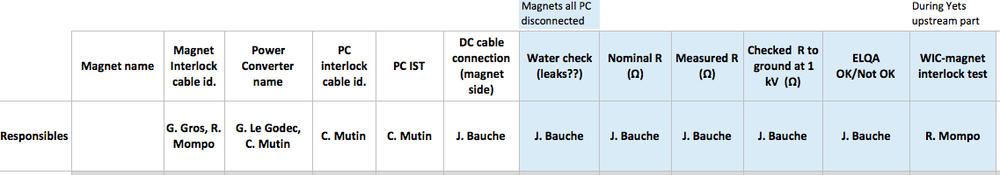 Magnets all PC
disconnected
During Yets
upstream part
Magnet name
Magnet
Interlock
cable id.
Power
Converter
name
PC
interlock
cable id.
PC IST
DC cable
connection
(magnet
side)
Water check
(leaks??)
Nominal R
(Ω)
Measured R
(Ω)
Checked R to
ground at 1
kV (Ω)
ELQA
OK/Not OK
WIC-magnet
interlock test
Responsibles
G. Gros, R.
Mompo
G. Le Godec,
C. Mutin
C. Mutin
C. Mutin
J. Bauche
J. Bauche
J. Bauche
J. Bauche
J. Bauche
J. Bauche
R. Mompo